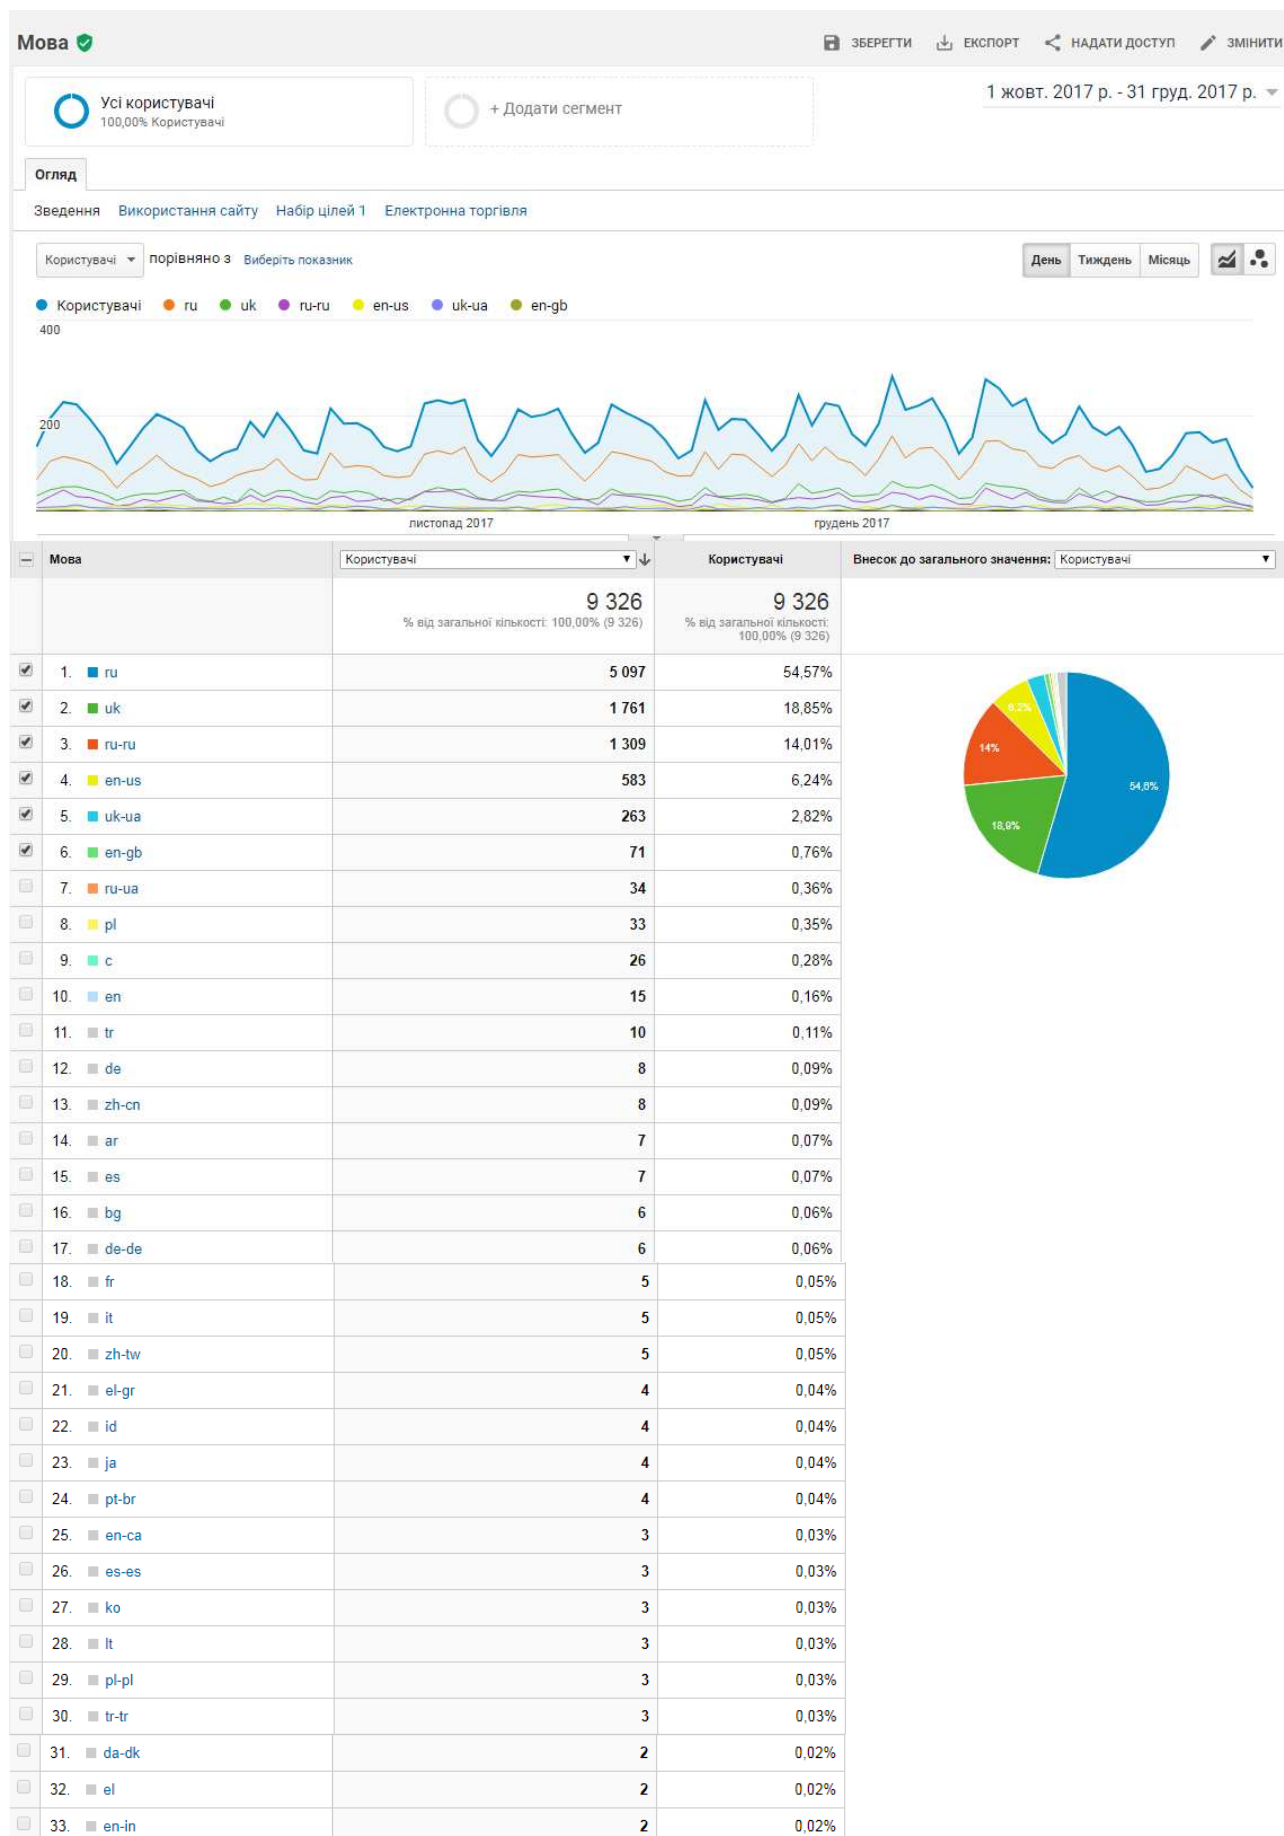 Мова
ЗБЕРЕГТИ ЕКСПОРТ НАДАТИ ДОСТУП ЗМІНИТИ
Усі користувачі
100,00% Користувачі
+ Додати сегмент
1 жовт. 2017 р. - 31 груд. 2017 р.
Огляд
Зведення Використання сайту Набір цілей 1 Електронна торгівля
Користувачі порівняно з Виберіть показник
День Тиждень Місяць
Користувачі ru uk ru-ru en-us uk-ua en-gb
400
200
листопад 2017 грудень 2017
Мова Користувачі Користувачі Внесок до загального значення: Користувачі
9 326 9 326
% від загальної кількості: 100,00% (9 326) % від загальної кількості:
100,00% (9 326)
1. ru 5 097 54,57%
2. uk 1 761 18,85%
3. ru-ru 1 309 14,01%
4. en-us 583 6,24%
5. uk-ua 263 2,82%
6. en-gb 71 0,76%
7. ru-ua 34 0,36%
8. pl 33 0,35%
9. c 26 0,28%
10. en 15 0,16%
11. tr 10 0,11%
12. de 8 0,09%
13. zh-cn 8 0,09%
14. ar 7 0,07%
15. es 7 0,07%
16. bg 6 0,06%
17. de-de 6 0,06%
18. fr 5 0,05%
19. it 5 0,05%
20. zh-tw 5 0,05%
21. el-gr 4 0,04%
22. id 4 0,04%
23. ja 4 0,04%
24. pt-br 4 0,04%
25. en-ca 3 0,03%
26. es-es 3 0,03%
27. ko 3 0,03%
28. lt 3 0,03%
29. pl-pl 3 0,03%
30. tr-tr 3 0,03%
31. da-dk 2 0,02%
32. el 2 0,02%
33. en-in 2 0,02%
6,2%
14%
54,6%
18,9%